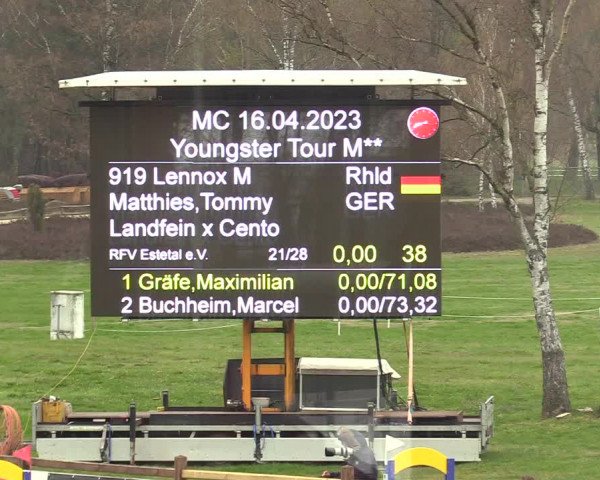 MC 16.04.2023
Youngster Tour M**
919 Lennox M Rhld
Matthies,Tommy GER
Landfein x Cento
RFV Estetal e.V. 21/28 0,00 38
1 Gräfe,Maximilian 0,00/71,08
2 Buchheim,Marcel 0,00/73,32